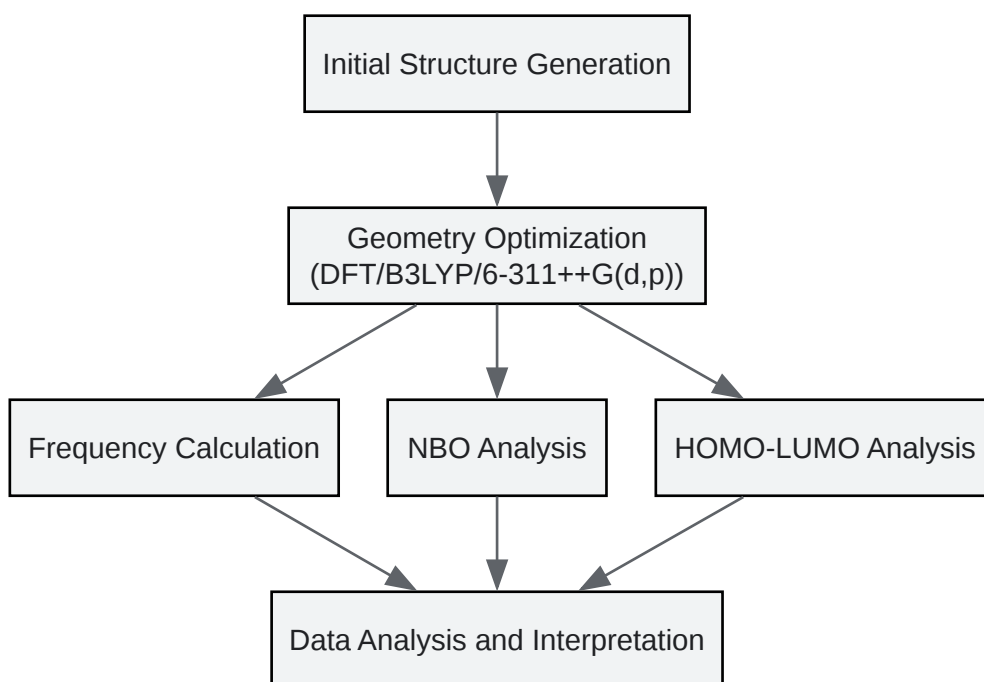 Initial Structure Generation
Geometry Optimization
(DFT/B3LYP/6-311++G(d,p))
Frequency Calculation
NBO Analysis
HOMO-LUMO Analysis
Data Analysis and Interpretation